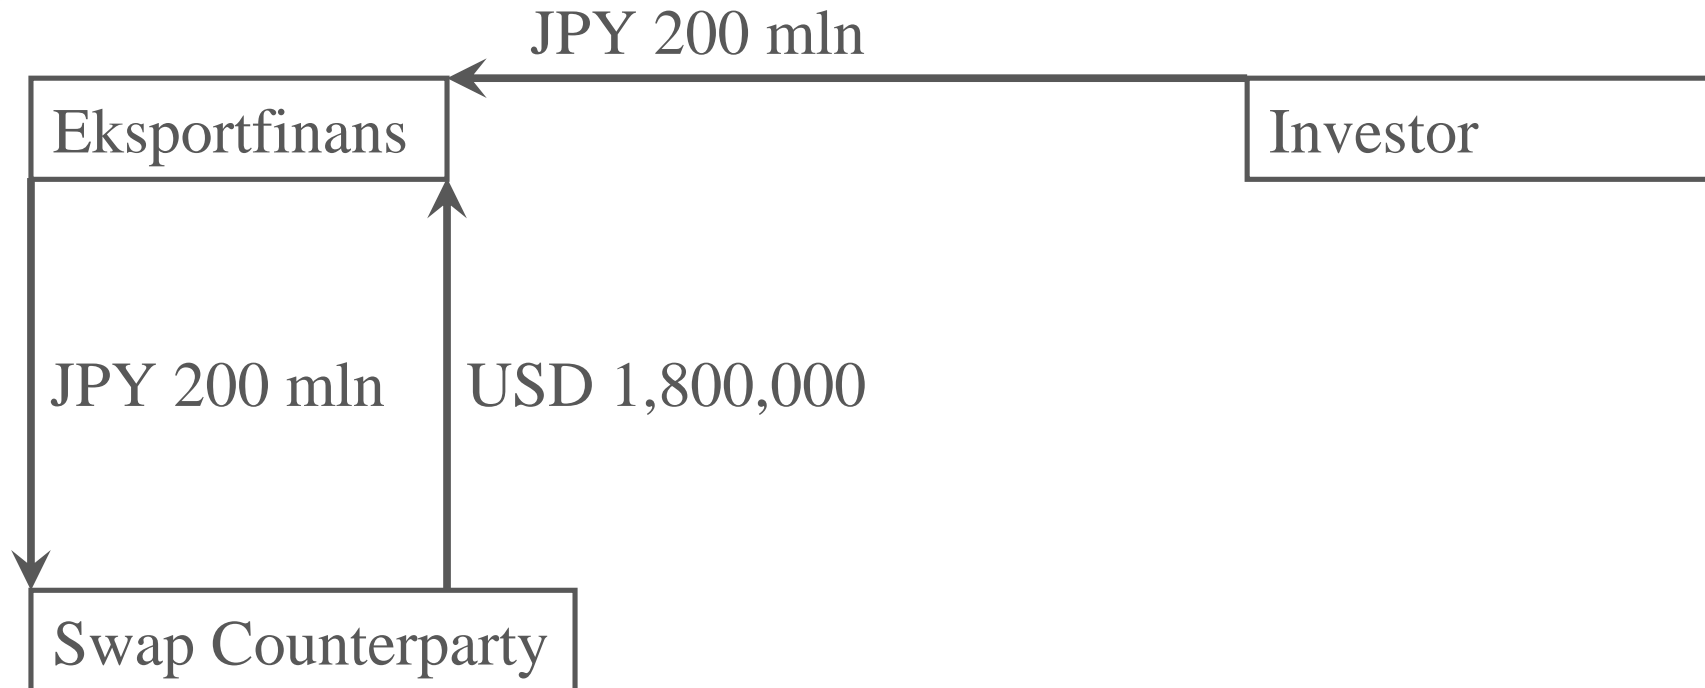 JPY 200 mln
Eksportfinans
Investor
JPY 200 mln
USD 1,800,000
Swap Counterparty